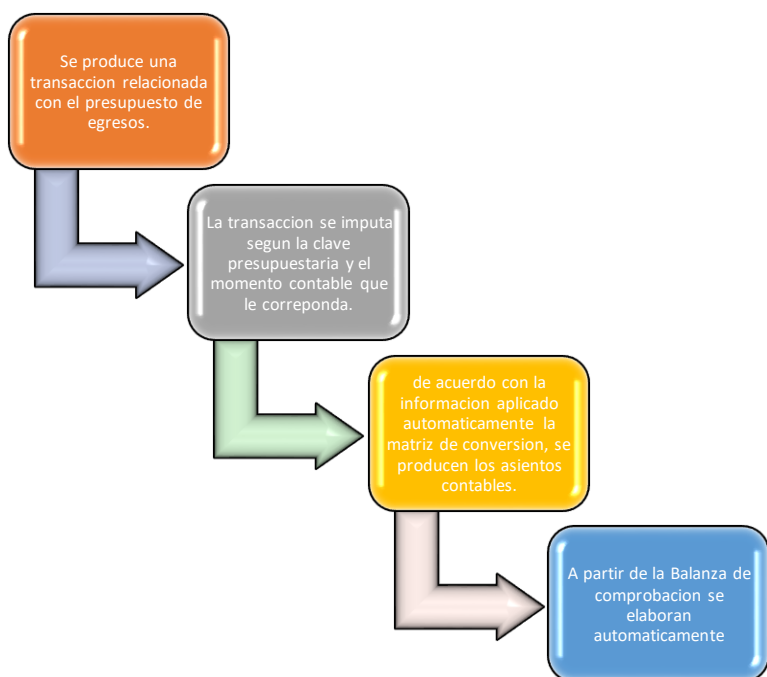 Se produce una
transaccion relacionada
con el presupuesto de
egresos.
La transaccion se imputa
segun la clave
presupuestaria y el
momento contable que
le correponda.
de acuerdo con la
informacion aplicado
automaticamente la
matriz de conversion, se
producen los asientos
contables.
A partir de la Balanza de
comprobacion se
elaboran
automaticamente